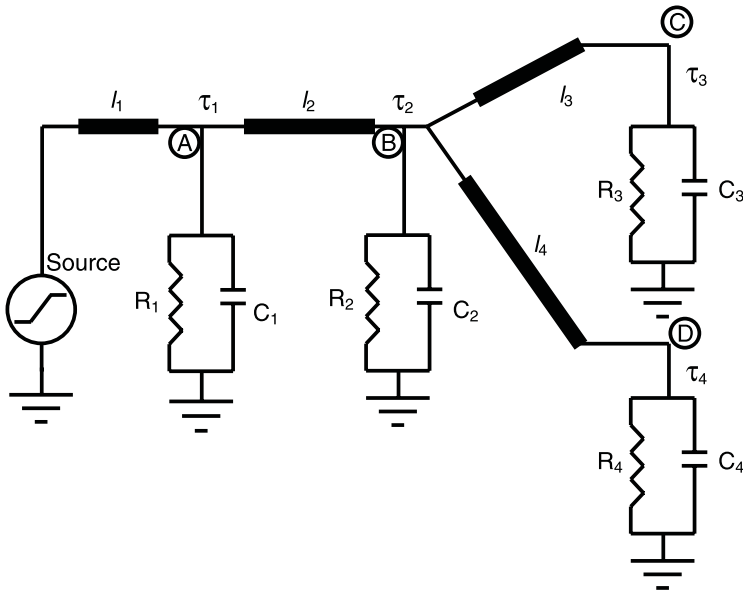 C
l1 τ1 l2 τ2 l3 τ3
A B
R3 C3
l4
Source
R1 C1 R2 C2
D
τ4
R4 C4